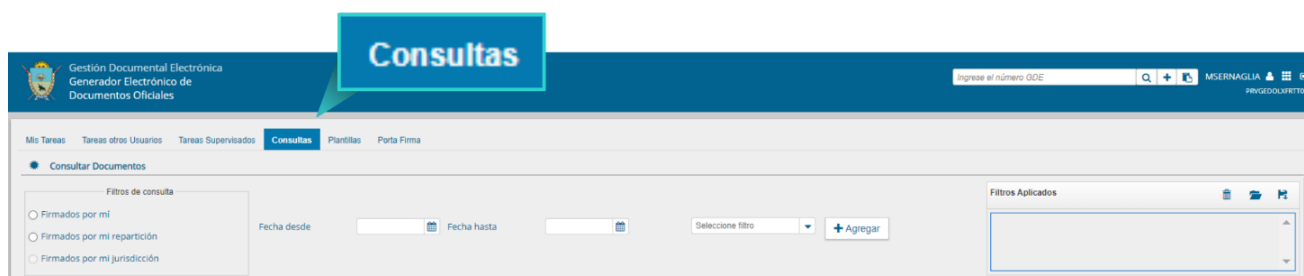 Consultas
Gestión Documental Electrónica
Generador Electrónico de
Documentos Oficiales
Ingrese el número GDE
MSERNAGLIA
Mis Tareas Tareas otros Usuarios Tareas Supervisados Consultas Plantillas Porta Firma
Consultar Documentos
Filtros de consulta
Firmados por mí
Firmados por mi repartición
Firmados por mi jurisdicción
Fecha desde
Fecha hasta
Seleccione filtro
Agregar
Filtros Aplicados